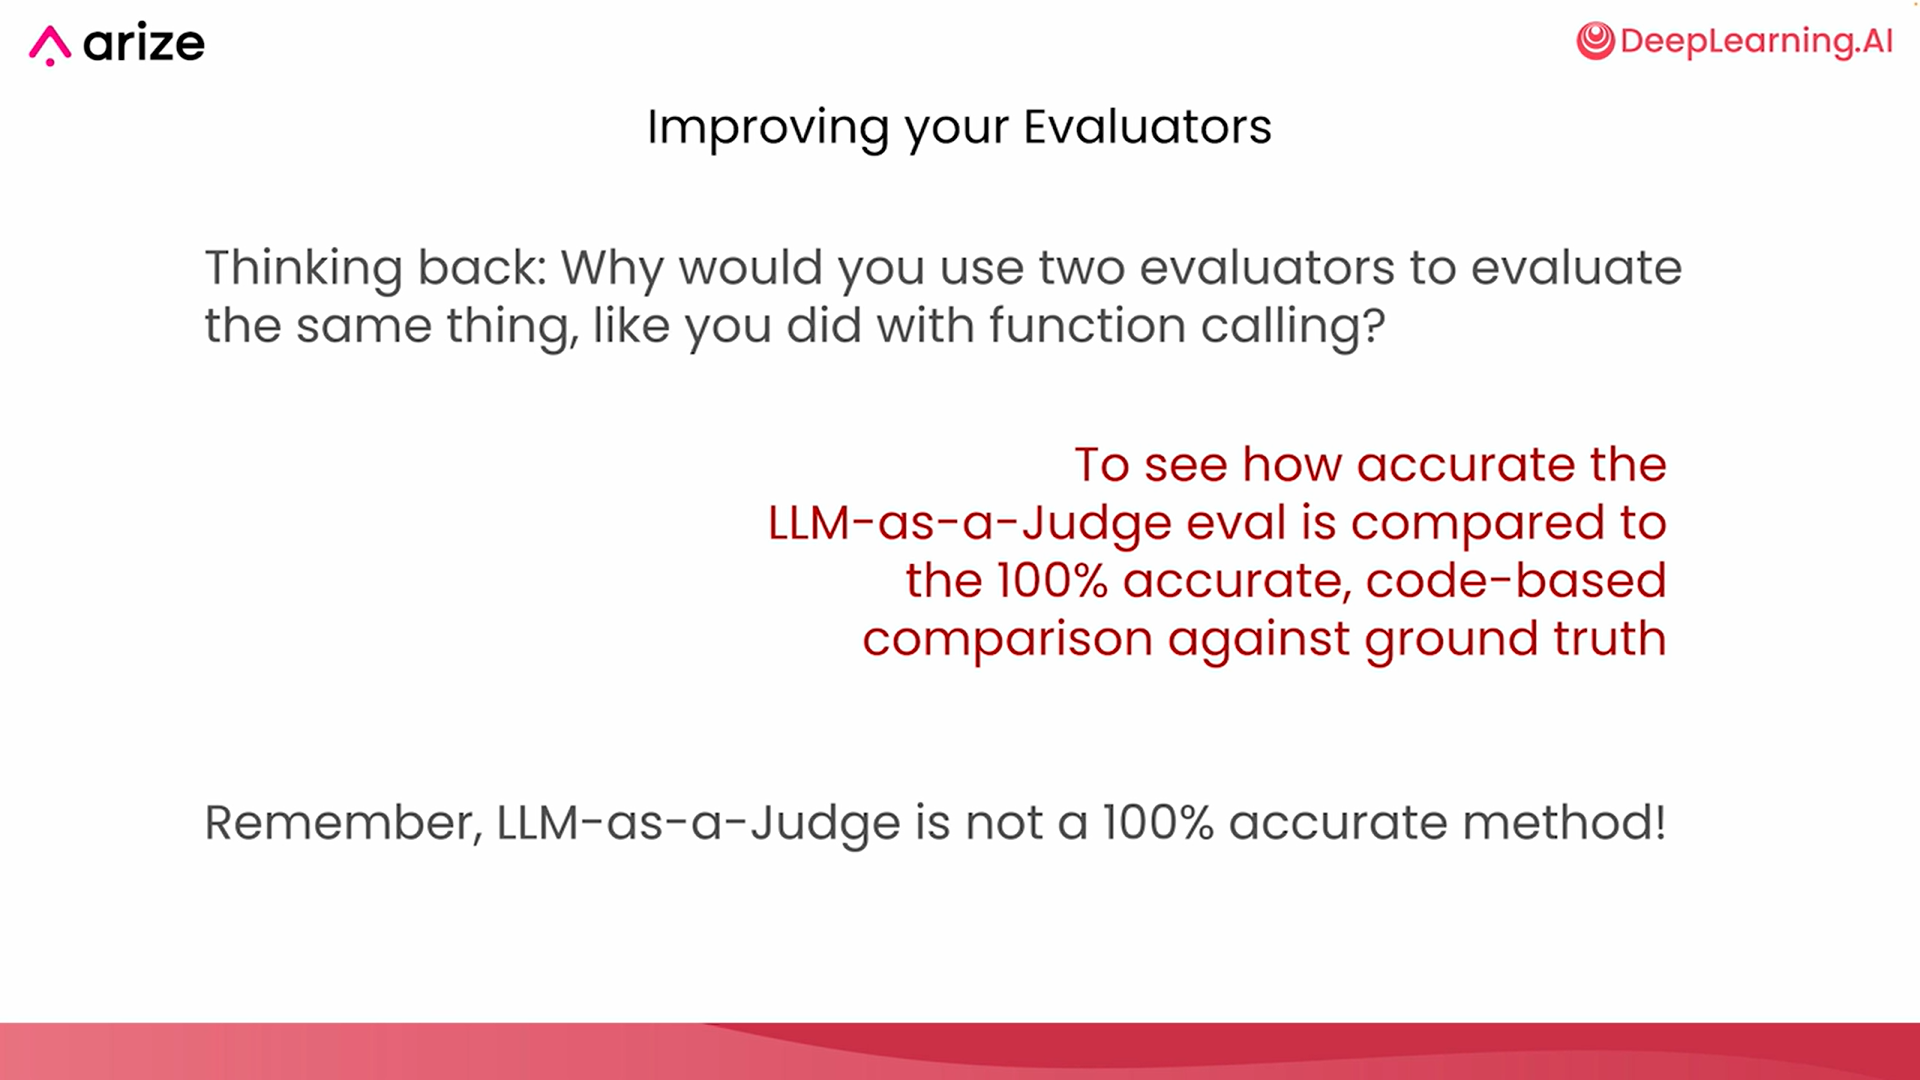 arize
DeepLearning.AI
Improving your Evaluators
Thinking back: Why would you use two evaluators to evaluate
the same thing, like you did with function calling?
To see how accurate the
LLM-as-a-Judge eval is compared to
the 100% accurate, code-based
comparison against ground truth
Remember, LLM-as-a-Judge is not a 100% accurate method!